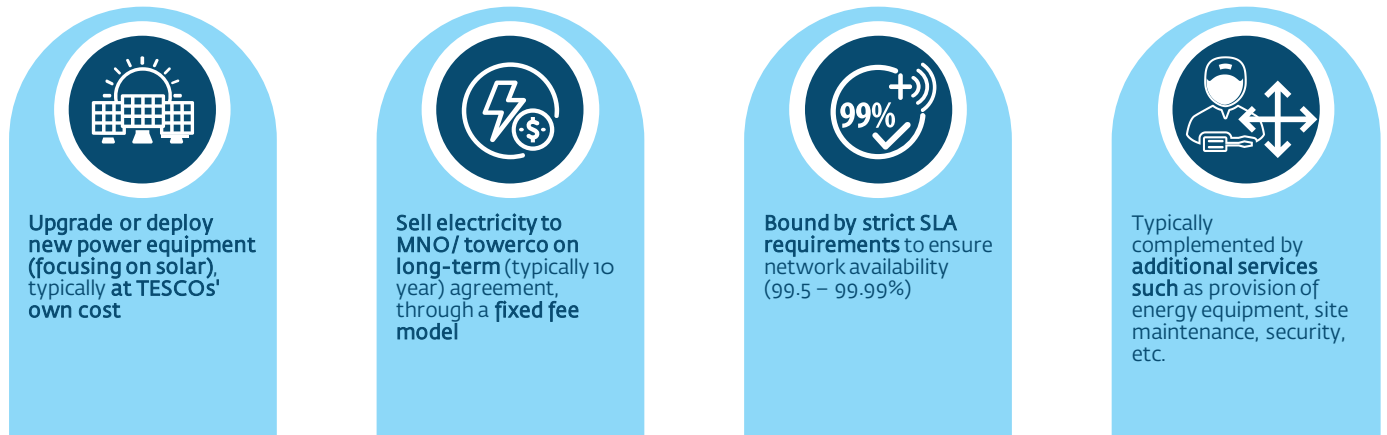 Upgrade or deploy
new power equipment
(focusing on solar),
typically at TESCOs'
own cost
Sell electricity to
MNO/ towerco on
long-term (typically 10
year) agreement,
through a fixed fee
model
99%
Bound by strict SLA
requirements to ensure
network availability
(99.5 – 99.99%)
Typically
complemented by
additional services
such as provision of
energy equipment, site
maintenance, security,
etc.